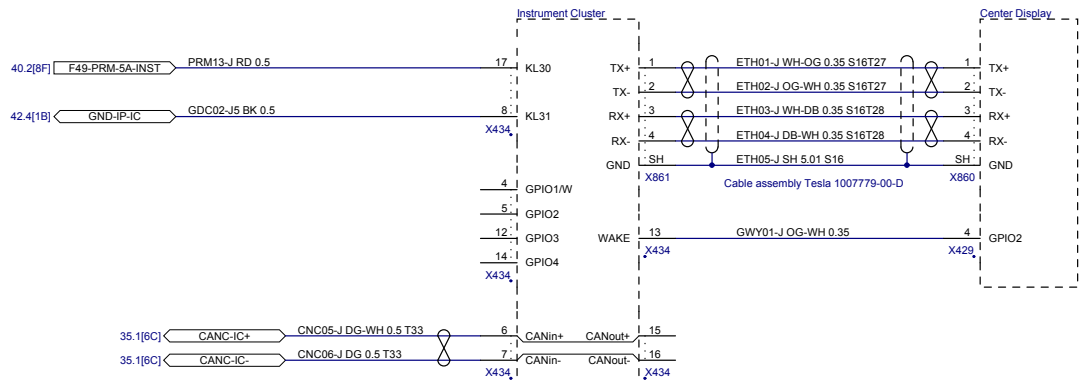 Instrument Cluster
Center Display
40.2[8F] F49-PRM-5A-INST PRM13-J RD 0.5 17 KL30 TX+ 1 ETH01-J WH-OG 0.35 S16T27 1 TX+
TX- 2 ETH02-J OG-WH 0.35 S16T27 2 TX-
42.4[1B] GND-IP-IC GDC02-J5 BK 0.5 8 KL31 RX+ 3 ETH03-J WH-DB 0.35 S16T28 3 RX+
X434 RX- 4 ETH04-J DB-WH 0.35 S16T28 4 RX-
GND SH ETH05-J SH 5.01 S16 SH GND
X861 Cable assembly Tesla 1007779-00-D X860
4 GPIO1/W
5 GPIO2
12 GPIO3 WAKE 13 GWY01-J OG-WH 0.35 4 GPIO2
X434 X429
14 GPIO4
X434
35.1[6C] CANC-IC+ CNC05-J DG-WH 0.5 T33 6 CANin+ CANout+ 15
35.1[6C] CANC-IC- CNC06-J DG 0.5 T33 7 CANin- CANout- 16
X434 X434